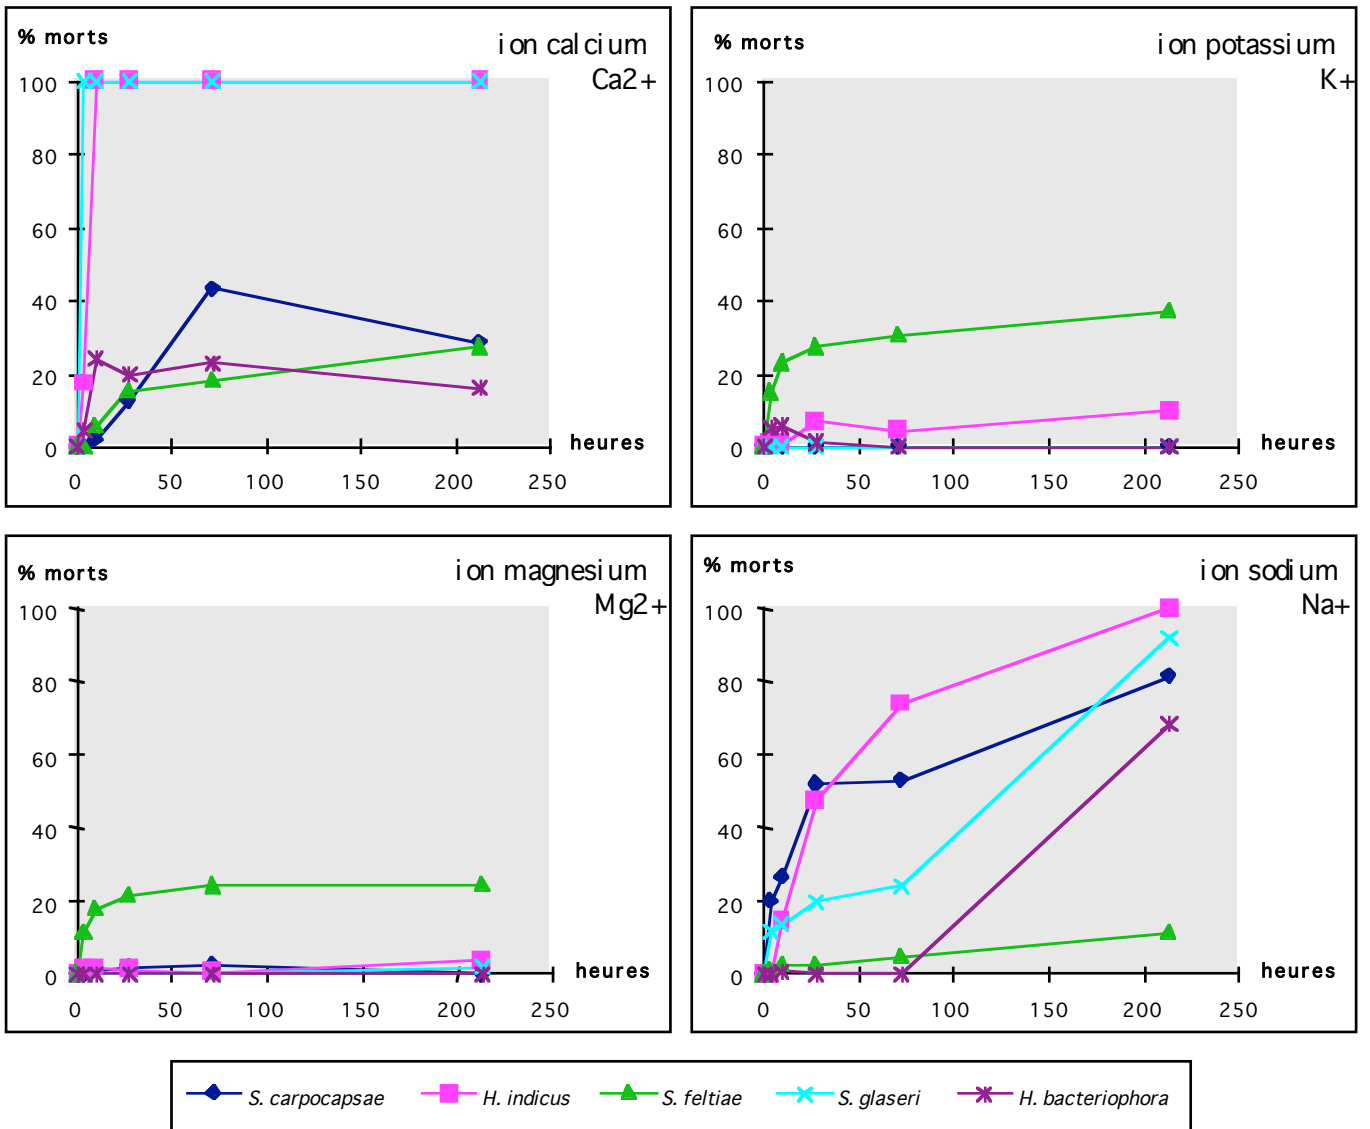 % morts
ion calcium
Ca2+
100
80
60
40
20
0
heures
0 50 100 150 200 250
% morts
ion potassium
K+
100
80
60
40
20
0
heures
0 50 100 150 200 250
% morts
ion magnesium
Mg2+
100
80
60
40
20
0
heures
0 50 100 150 200 250
% morts
ion sodium
Na+
100
80
60
40
20
0
heures
0 50 100 150 200 250
S. carpocapsae H. indicus S. feltiae S. glaseri H. bacteriophora